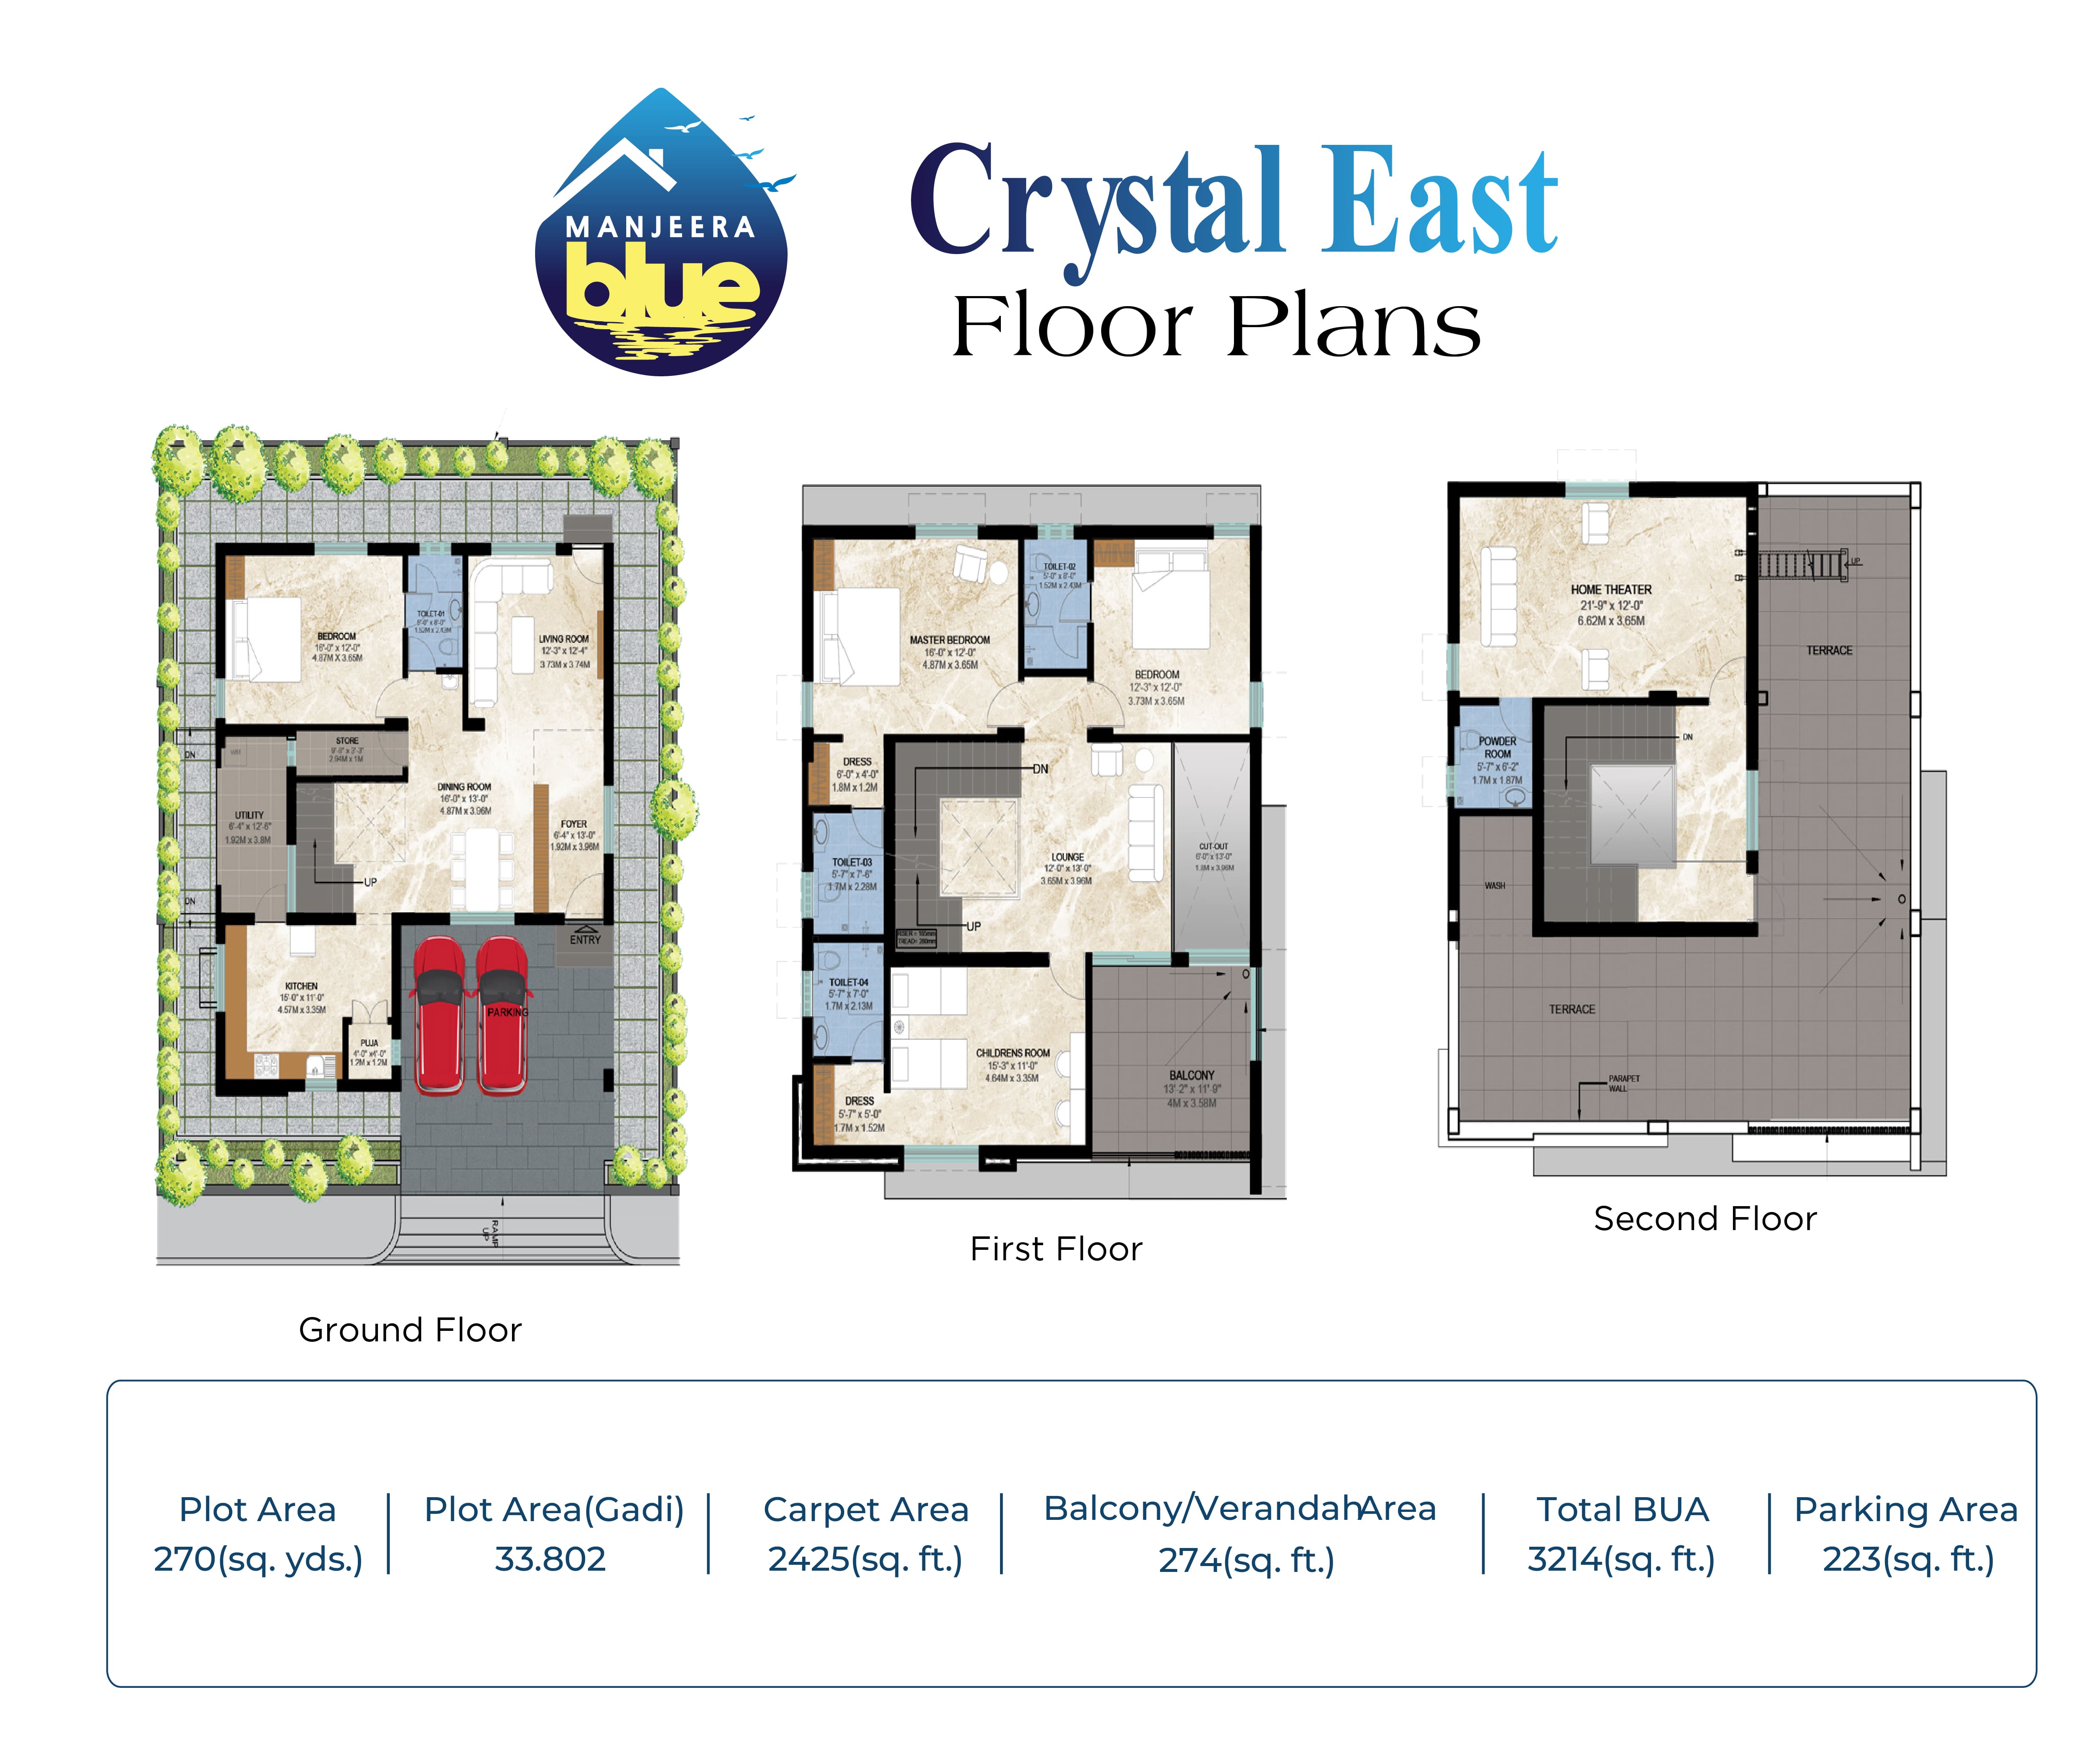 MANJEERA
blue
Crystal East
Floor Plans
BEDROOM
16'-0" x 12'-0"
4.87M X 3.65M
TOILET-01
5'-0" x 8'-0"
1.52M x 2.43M
LIVING ROOM
12'-3" x 12'-4"
3.73M x 3.74M
STORE
2.94M x 1M
WM
DN
DINING ROOM
16'-0" x 13'-0"
4.87M x 3.96M
UTILITY
1.92M x 3.8M
FOYER
6'-4" x 13'-0"
1.92M x 3.96M
UP
DN
ENTRY
KITCHEN
15'-0" x 11'-0"
4.57M x 3.35M
PARKING
PUJA
4'-0" x4'-0"
1.2M x 1.2M
RAMP
UP
Ground Floor
TOILET-02
5'-0" x 8'-0"
1.52M x 2.43M
MASTER BEDROOM
16'-0" x 12'-0"
4.87M x 3.65M
BEDROOM
12'-3" x 12'-0"
3.73M x 3.65M
DRESS
6'-0" x 4'-0"
1.8M x 1.2M
DN
TOILET-03
5'-7" x 7'-6"
1.7M x 2.28M
LOUNGE
12'-0" x 13'-0"
3.65M x 3.96M
CUT-OUT
6'-0" x 13'-0"
1.8M x 3.96M
UP
RISER = 165mm
TREAD= 280mm
TOILET-04
5'-7" x 7'-0"
1.7M x 2.13M
CHILDRENS ROOM
15'-3" x 11'-0"
4.64M x 3.35M
BALCONY
13'-2" x 11'-9"
4M x 3.58M
DRESS
5'-7" x 5'-0"
1.7M x 1.52M
First Floor
HOME THEATER
21'-9" x 12'-0"
6.62M x 3.65M
UP
TERRACE
POWDER
ROOM
5'-7" x 6'-2"
1.7M x 1.87M
DN
WASH
TERRACE
PARAPET
WALL
Second Floor
Plot Area
270(sq. yds.)
Plot Area(Gadi)
33.802
Carpet Area
2425(sq. ft.)
Balcony/Verandah Area
274(sq. ft.)
Total BUA
3214(sq. ft.)
Parking Area
223(sq. ft.)